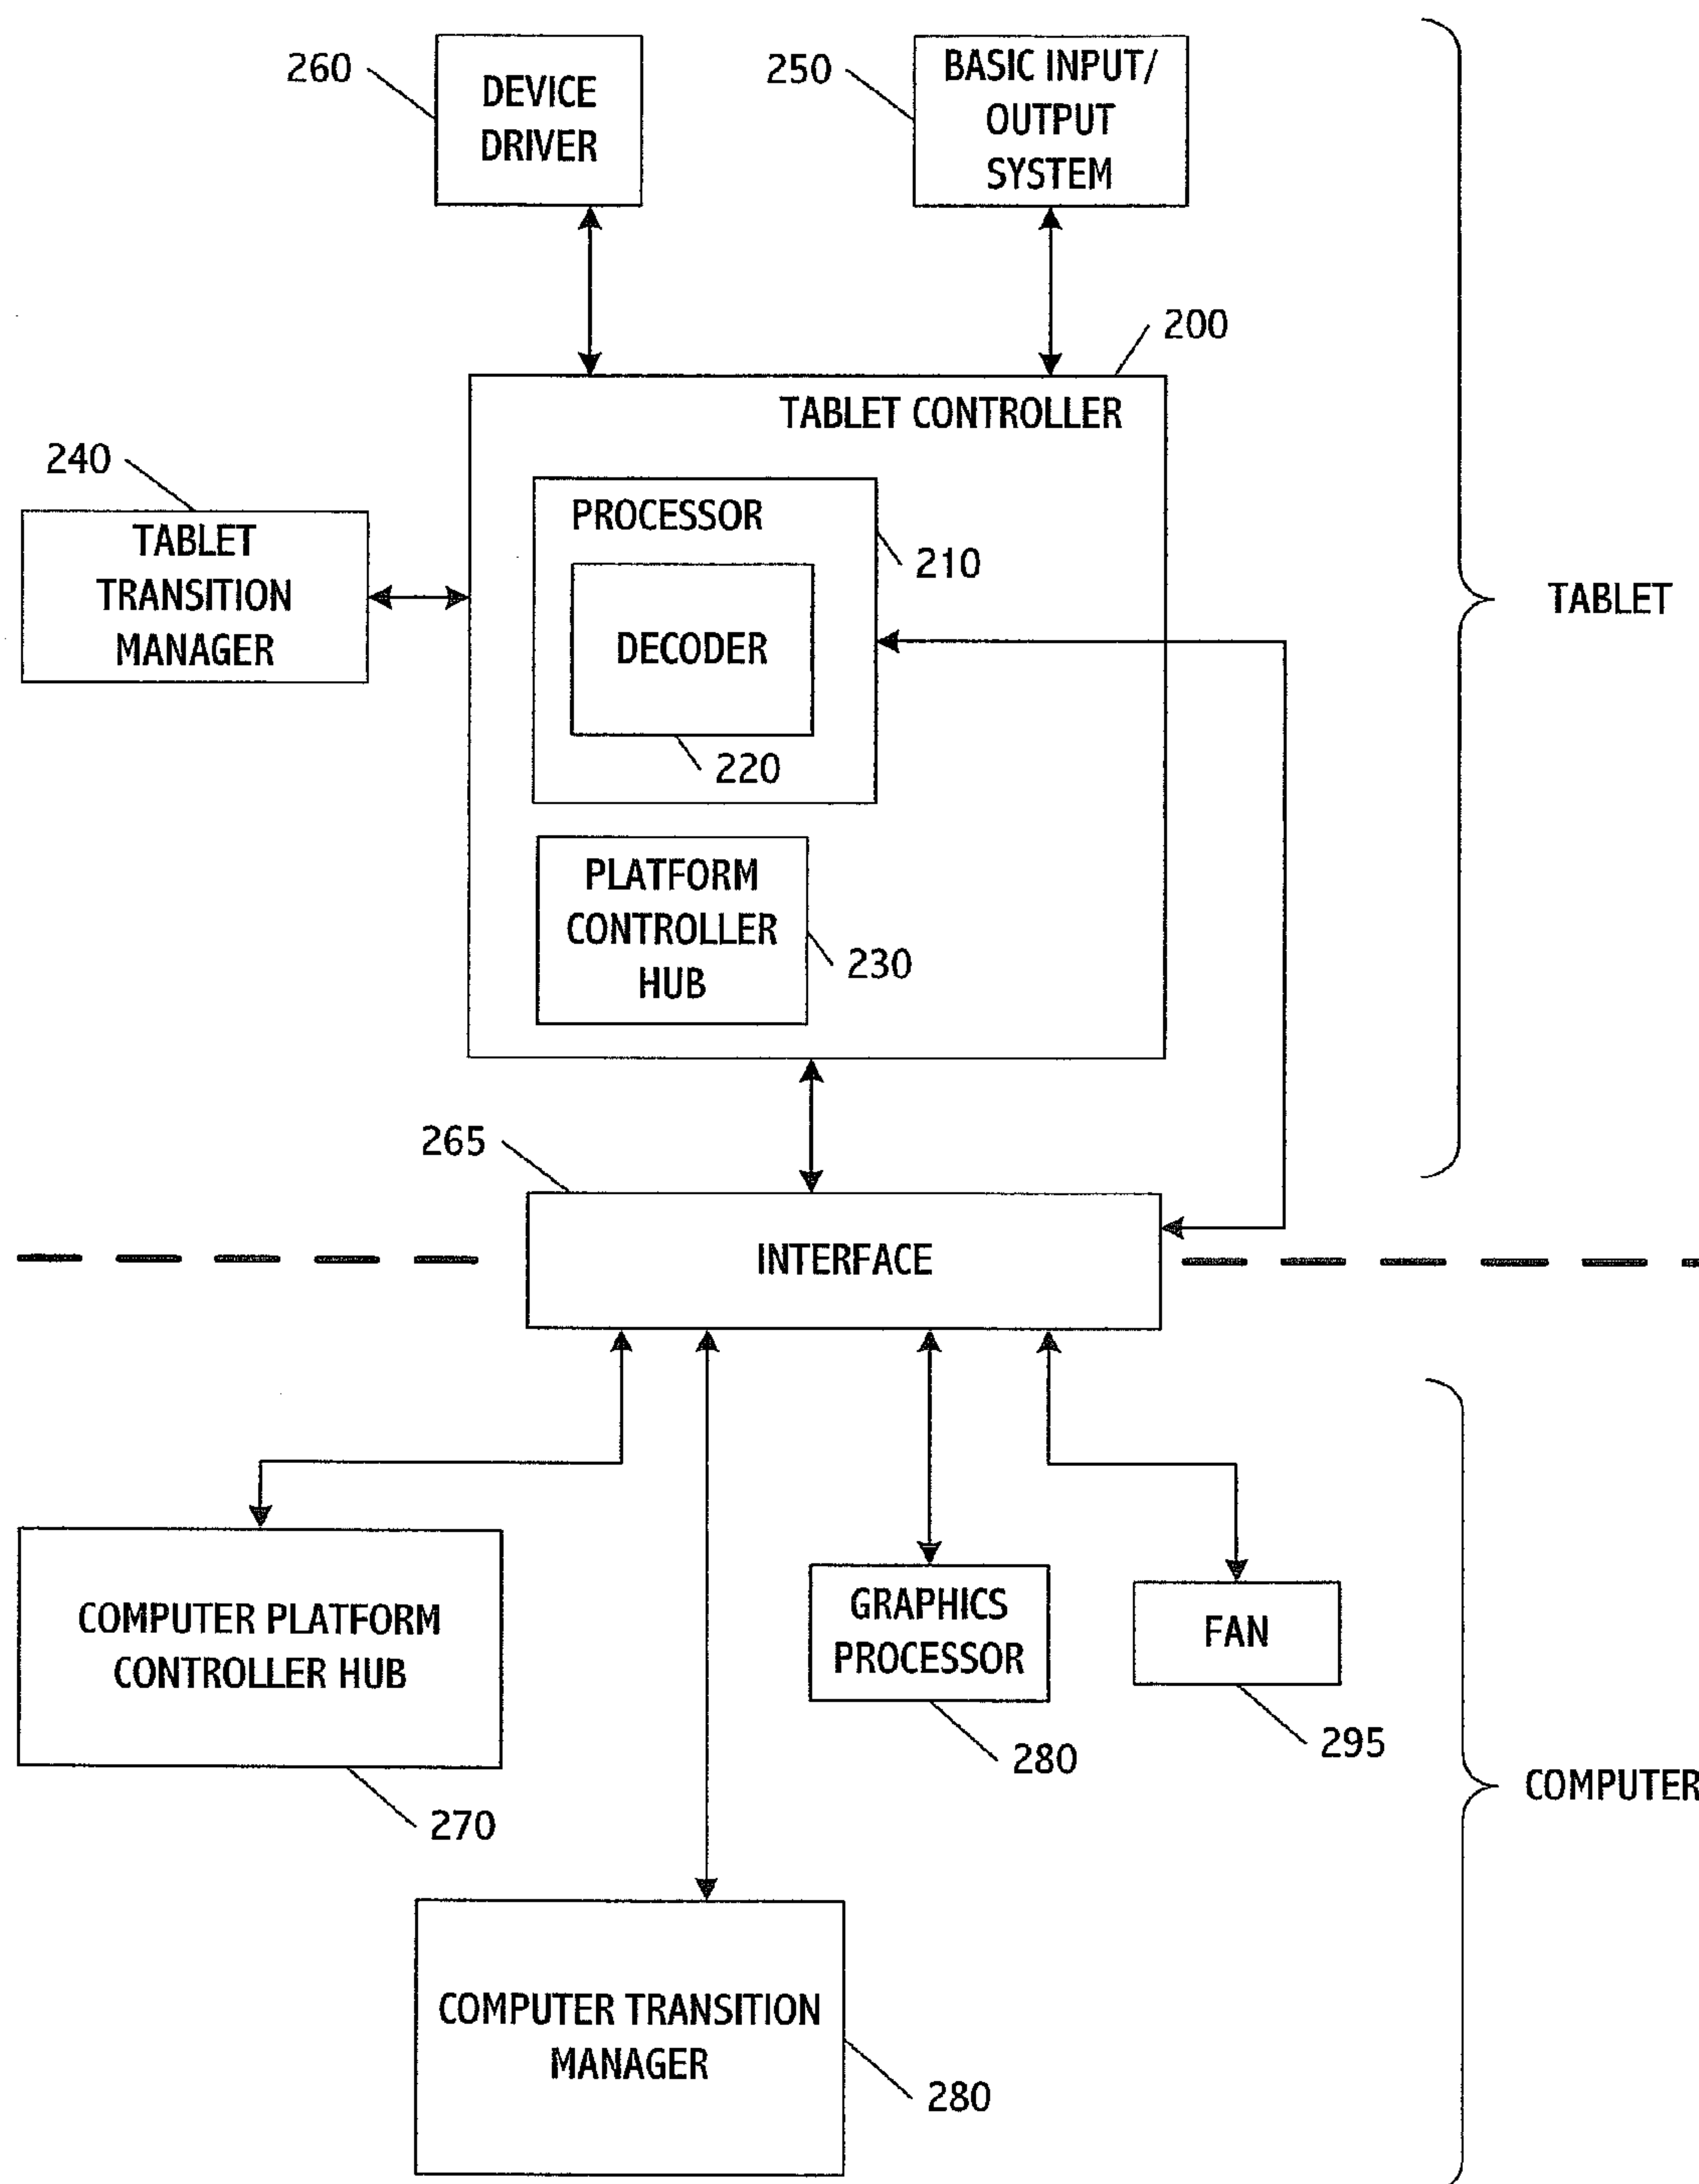 260
DEVICE
DRIVER
250
BASIC INPUT/
OUTPUT
SYSTEM
200
TABLET CONTROLLER
240
TABLET
TRANSITION
MANAGER
PROCESSOR
210
DECODER
220
PLATFORM
CONTROLLER
HUB
230
TABLET
265
INTERFACE
COMPUTER PLATFORM
CONTROLLER HUB
270
GRAPHICS
PROCESSOR
280
FAN
295
COMPUTER
COMPUTER TRANSITION
MANAGER
280